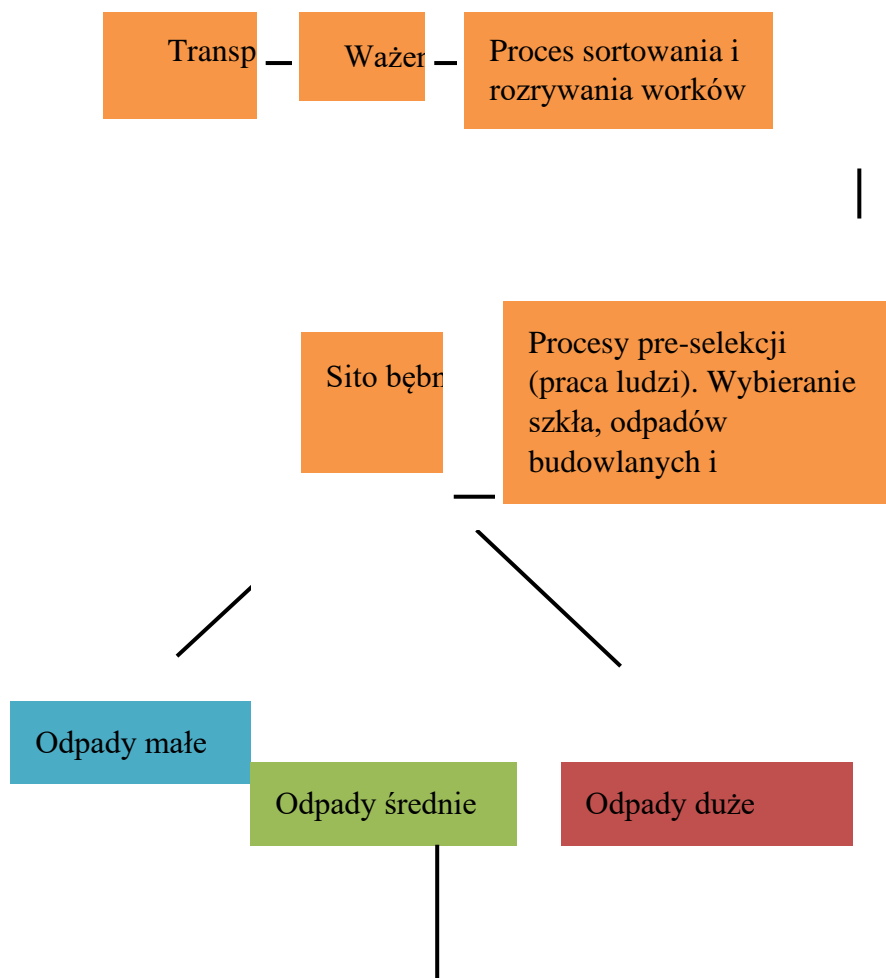 Transp
Ważen
Proces sortowania i
rozrywania worków
Sito bębn
Procesy pre-selekcji
(praca ludzi). Wybieranie
szkła, odpadów
budowlanych i
Odpady małe
Odpady średnie
Odpady duże